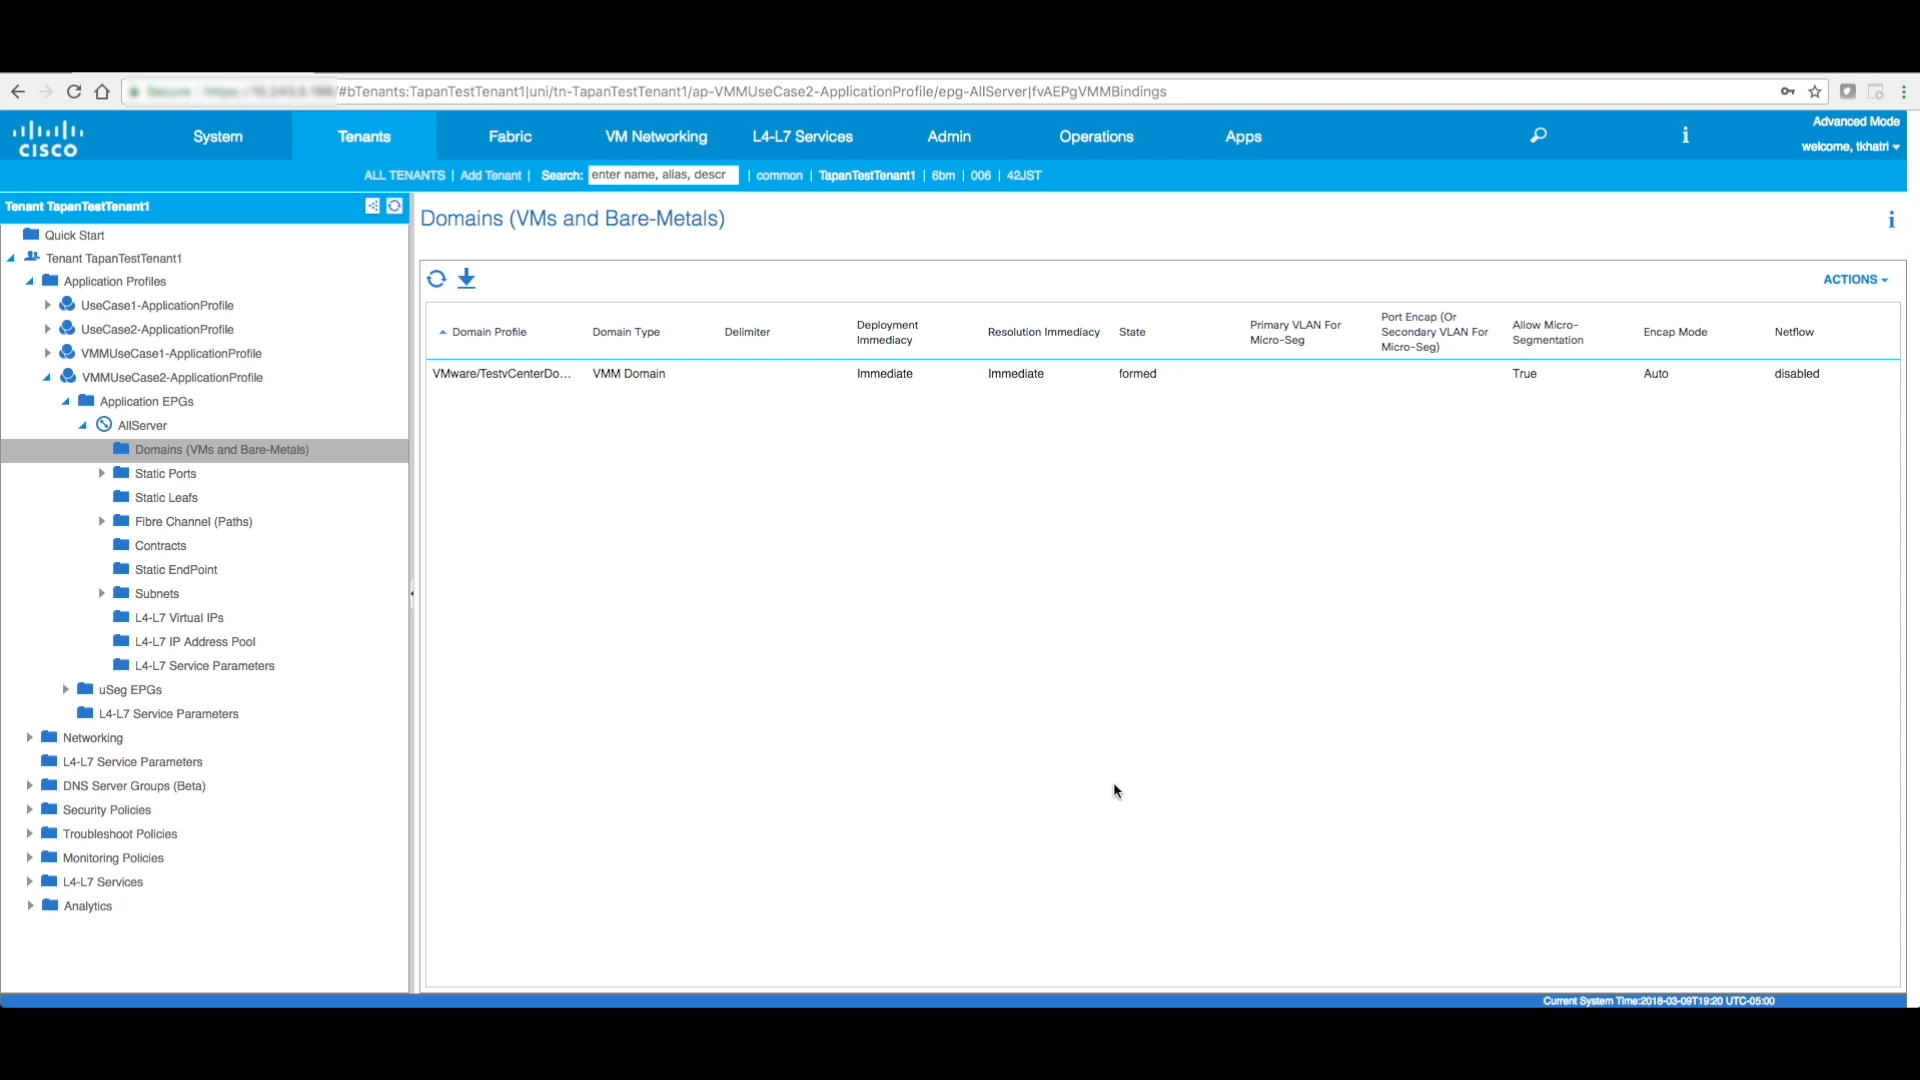 #bTenants:TapanTestTenant1|uni/tn-TapanTestTenant1/ap-VMMUseCase2-ApplicationProfile/epg-AllServer|fvAEPgVMMBindings
CISCO
System
Tenants
Fabric
VM Networking
L4-L7 Services
Admin
Operations
Apps
Advanced Mode
welcome, tkhatri
ALL TENANTS | Add Tenant | Search: enter name, alias, descr | common | TapanTestTenant1 | 6bm | 006 | 42JST
Tenant TapanTestTenant1
Quick Start
Tenant TapanTestTenant1
Application Profiles
UseCase1-ApplicationProfile
UseCase2-ApplicationProfile
VMMUseCase1-ApplicationProfile
VMMUseCase2-ApplicationProfile
Application EPGs
AllServer
Domains (VMs and Bare-Metals)
Static Ports
Static Leafs
Fibre Channel (Paths)
Contracts
Static EndPoint
Subnets
L4-L7 Virtual IPs
L4-L7 IP Address Pool
L4-L7 Service Parameters
uSeg EPGs
L4-L7 Service Parameters
Networking
L4-L7 Service Parameters
DNS Server Groups (Beta)
Security Policies
Troubleshoot Policies
Monitoring Policies
L4-L7 Services
Analytics
Domains (VMs and Bare-Metals)
ACTIONS
Domain Profile
Domain Type
Delimiter
Deployment
Immediacy
Resolution Immediacy
State
Primary VLAN For
Micro-Seg
Port Encap (Or
Secondary VLAN For
Micro-Seg)
Allow Micro-
Segmentation
Encap Mode
Netflow
VMware/TestvCenterDo... VMM Domain Immediate Immediate formed True Auto disabled
Current System Time:2018-03-09T19:20 UTC-05:00